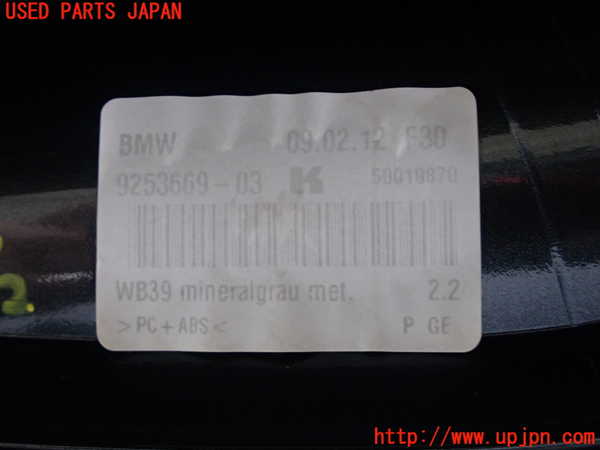 USED PARTS JAPAN
BMW 09.02.12 F30
9253669-03 K 50019870
WB39 mineralgrau met. 2.2
>PC+ABS< P GE
http://www.upjpn.com/